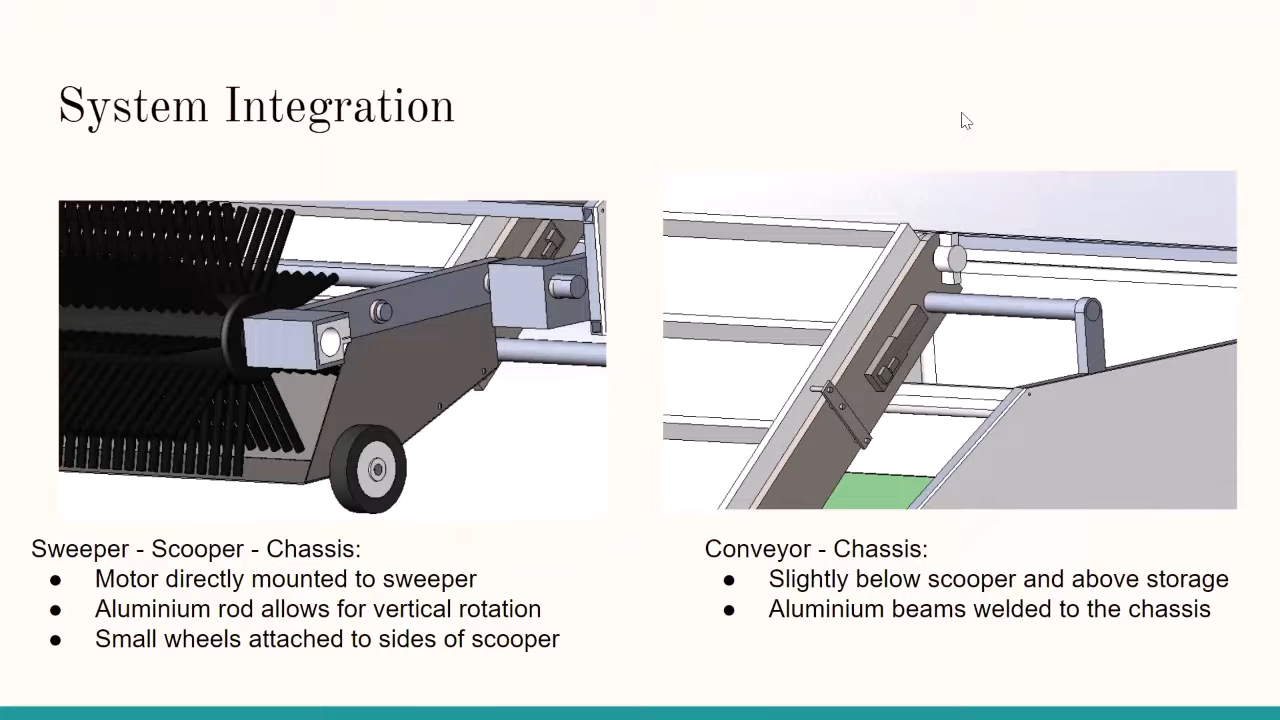 System Integration
Sweeper - Scooper - Chassis:
● Motor directly mounted to sweeper
● Aluminium rod allows for vertical rotation
● Small wheels attached to sides of scooper
Conveyor - Chassis:
● Slightly below scooper and above storage
● Aluminium beams welded to the chassis